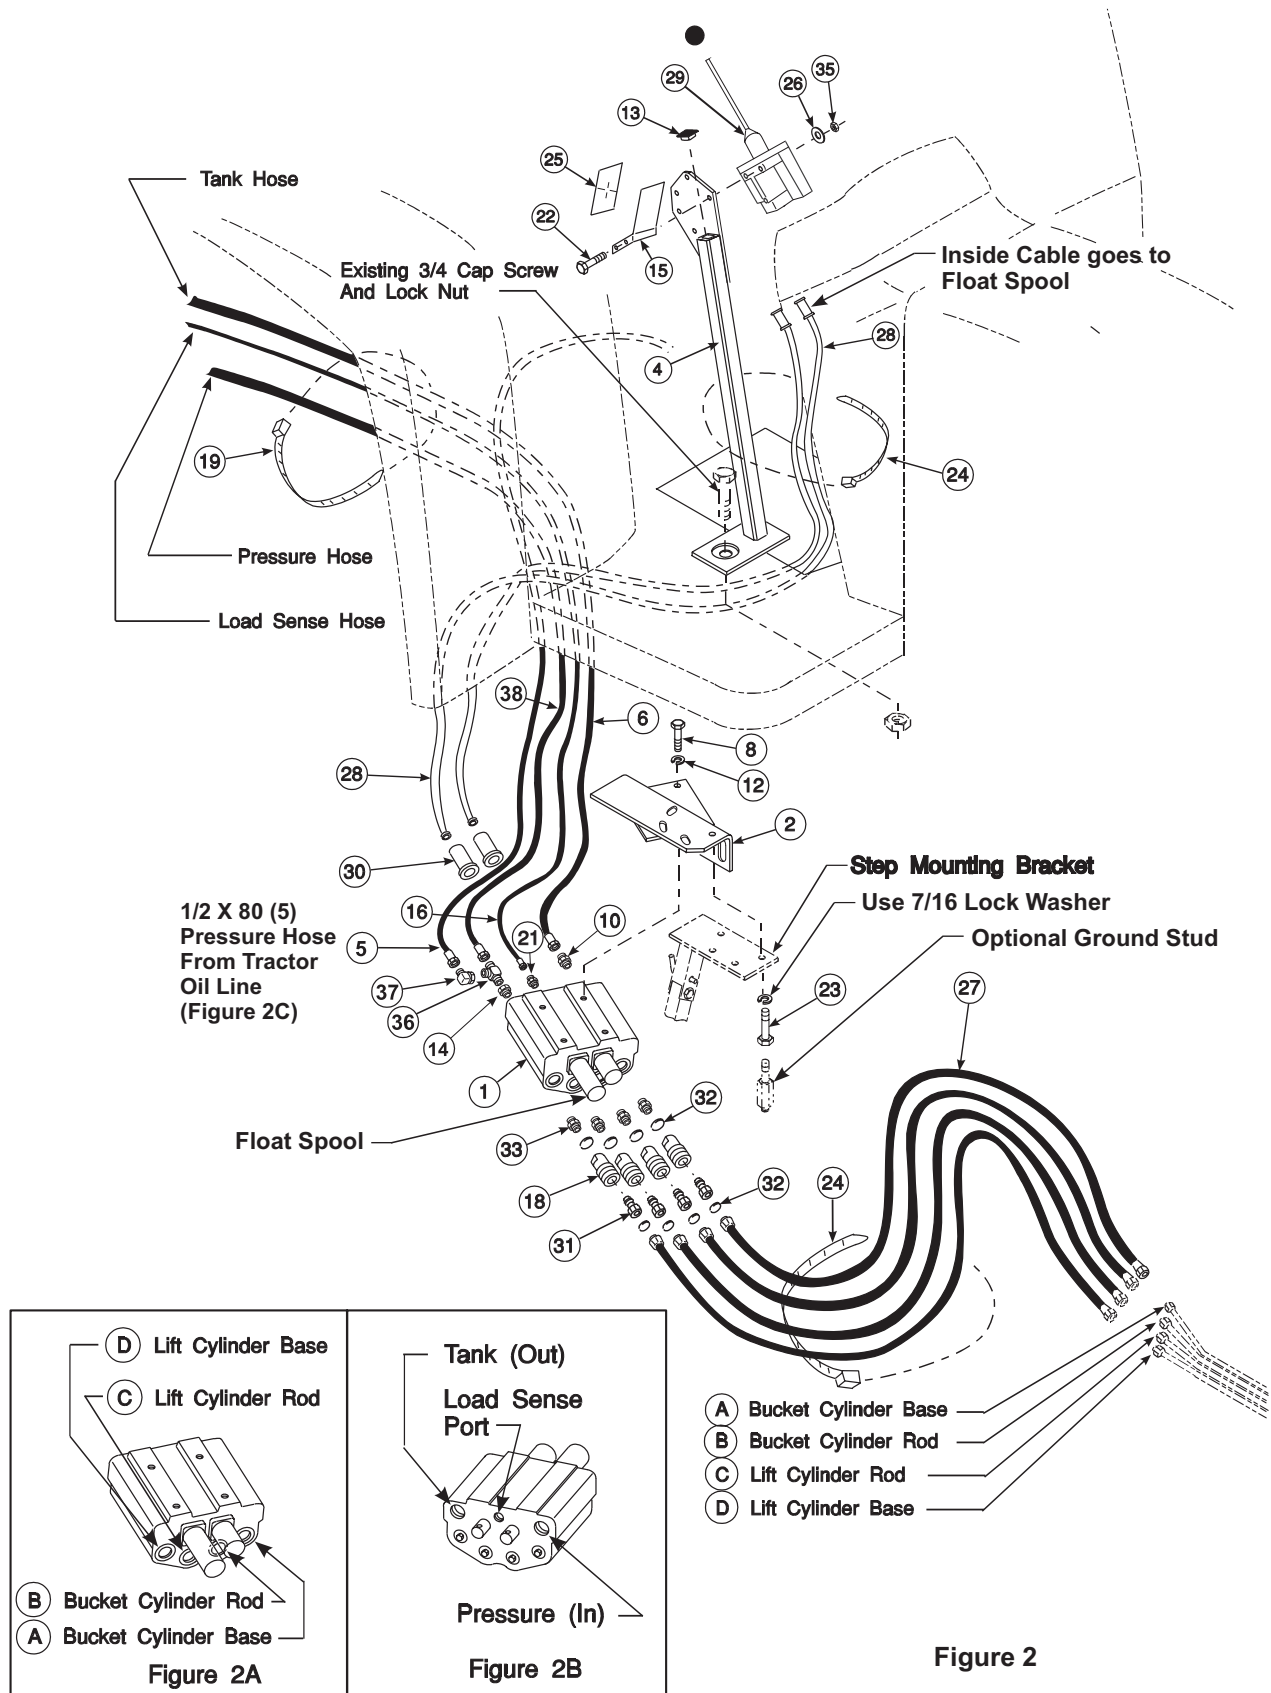 29
26
35
13
25
Tank Hose
22
15
Inside Cable goes to
Float Spool
Existing 3/4 Cap Screw
And Lock Nut
28
4
19
24
Pressure Hose
Load Sense Hose
38
6
8
12
28
2
30
Step Mounting Bracket
Use 7/16 Lock Washer
Optional Ground Stud
1/2 X 80 (5)
Pressure Hose
From Tractor
Oil Line
(Figure 2C)
5
16
21
10
37
36
14
23
27
1
Float Spool
32
33
18
32
24
31
D Lift Cylinder Base
C Lift Cylinder Rod
B Bucket Cylinder Rod
A Bucket Cylinder Base
Figure 2A
Tank (Out)
Load Sense
Port
Pressure (In)
Figure 2B
A Bucket Cylinder Base
B Bucket Cylinder Rod
C Lift Cylinder Rod
D Lift Cylinder Base
Figure 2